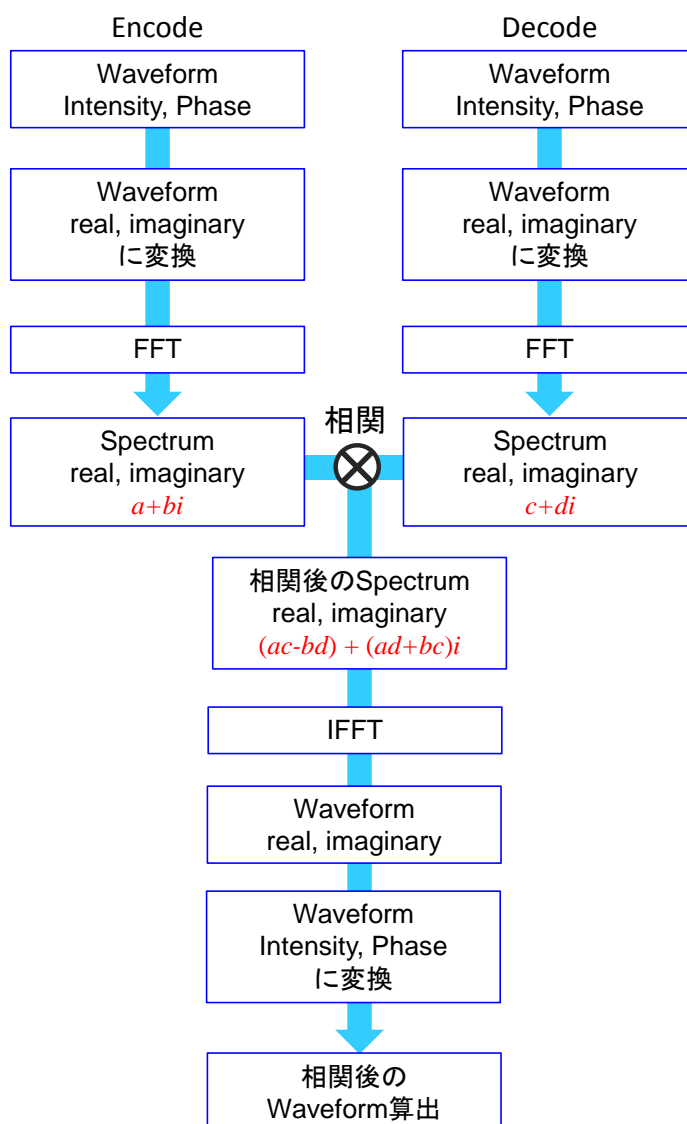 Encode
Waveform
Intensity, Phase
Waveform
real, imaginary
に変換
FFT
Spectrum
real, imaginary
a+bi
Decode
Waveform
Intensity, Phase
Waveform
real, imaginary
に変換
FFT
Spectrum
real, imaginary
c+di
相関
相関後のSpectrum
real, imaginary
(ac-bd) + (ad+bc)i
IFFT
Waveform
real, imaginary
Waveform
Intensity, Phase
に変換
相関後の
Waveform算出